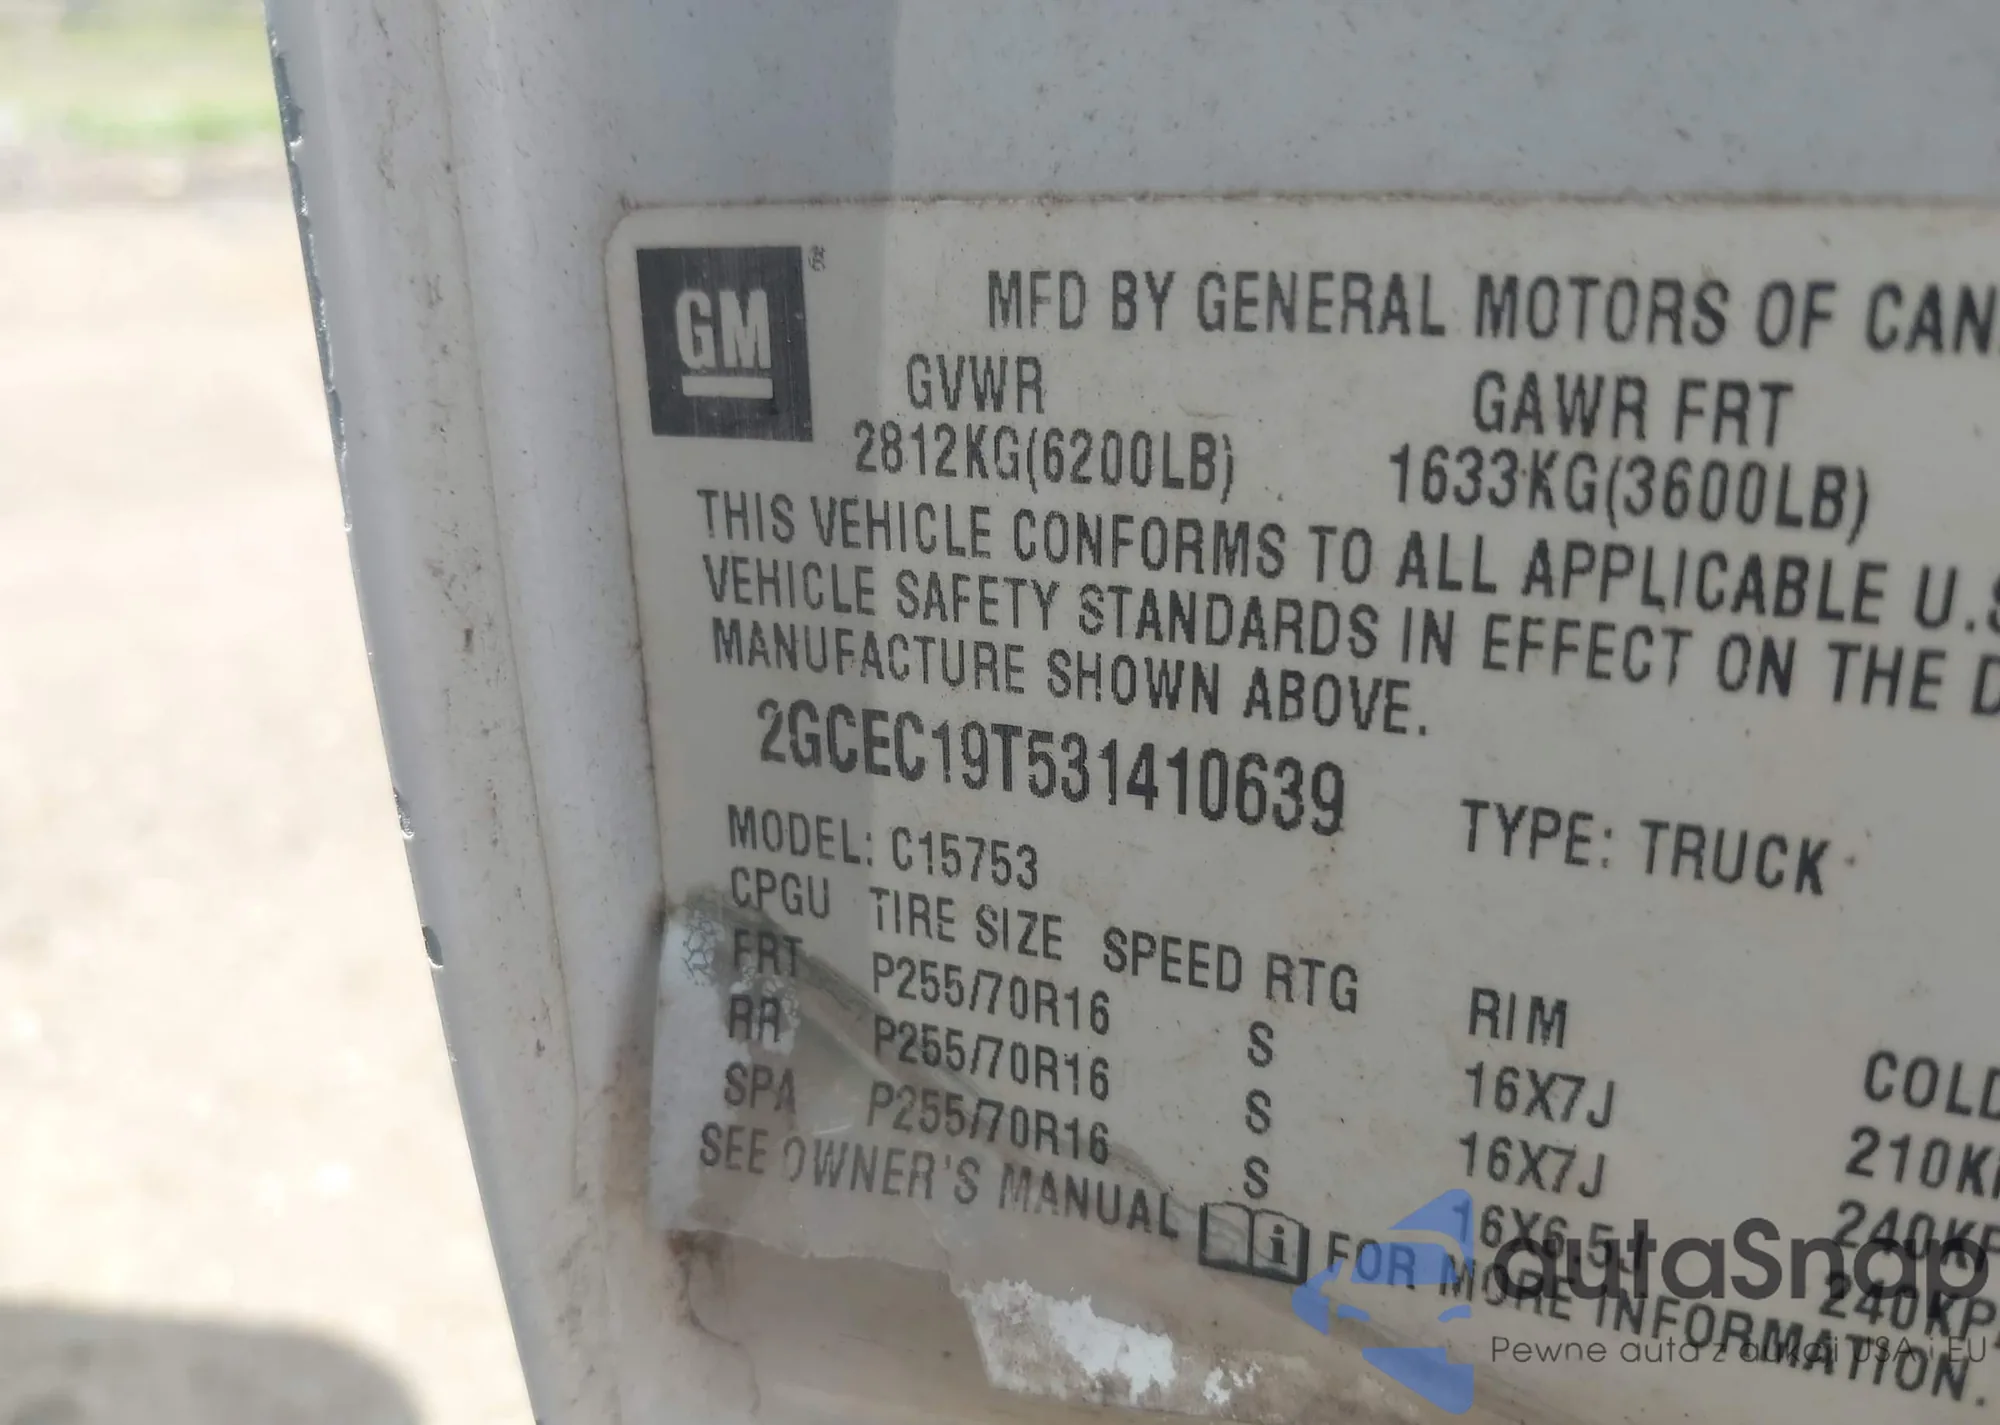 GM ®
MFD BY GENERAL MOTORS OF CAN
GVWR GAWR FRT
2812KG(6200LB) 1633KG(3600LB)
THIS VEHICLE CONFORMS TO ALL APPLICABLE U.S
VEHICLE SAFETY STANDARDS IN EFFECT ON THE D
MANUFACTURE SHOWN ABOVE.
2GCEC19T531410639 TYPE: TRUCK
MODEL: C15753
CPGU TIRE SIZE SPEED RTG RIM COLD
FRT P255/70R16 S 16X7J 210K
RR P255/70R16 S 16X7J 240KP
SPA P255/70R16 S 16X6.5J 240KP
SEE OWNER'S MANUAL i FOR MORE INFORMATION.
autaSnap
Pewne auta z aukcji USA i EU